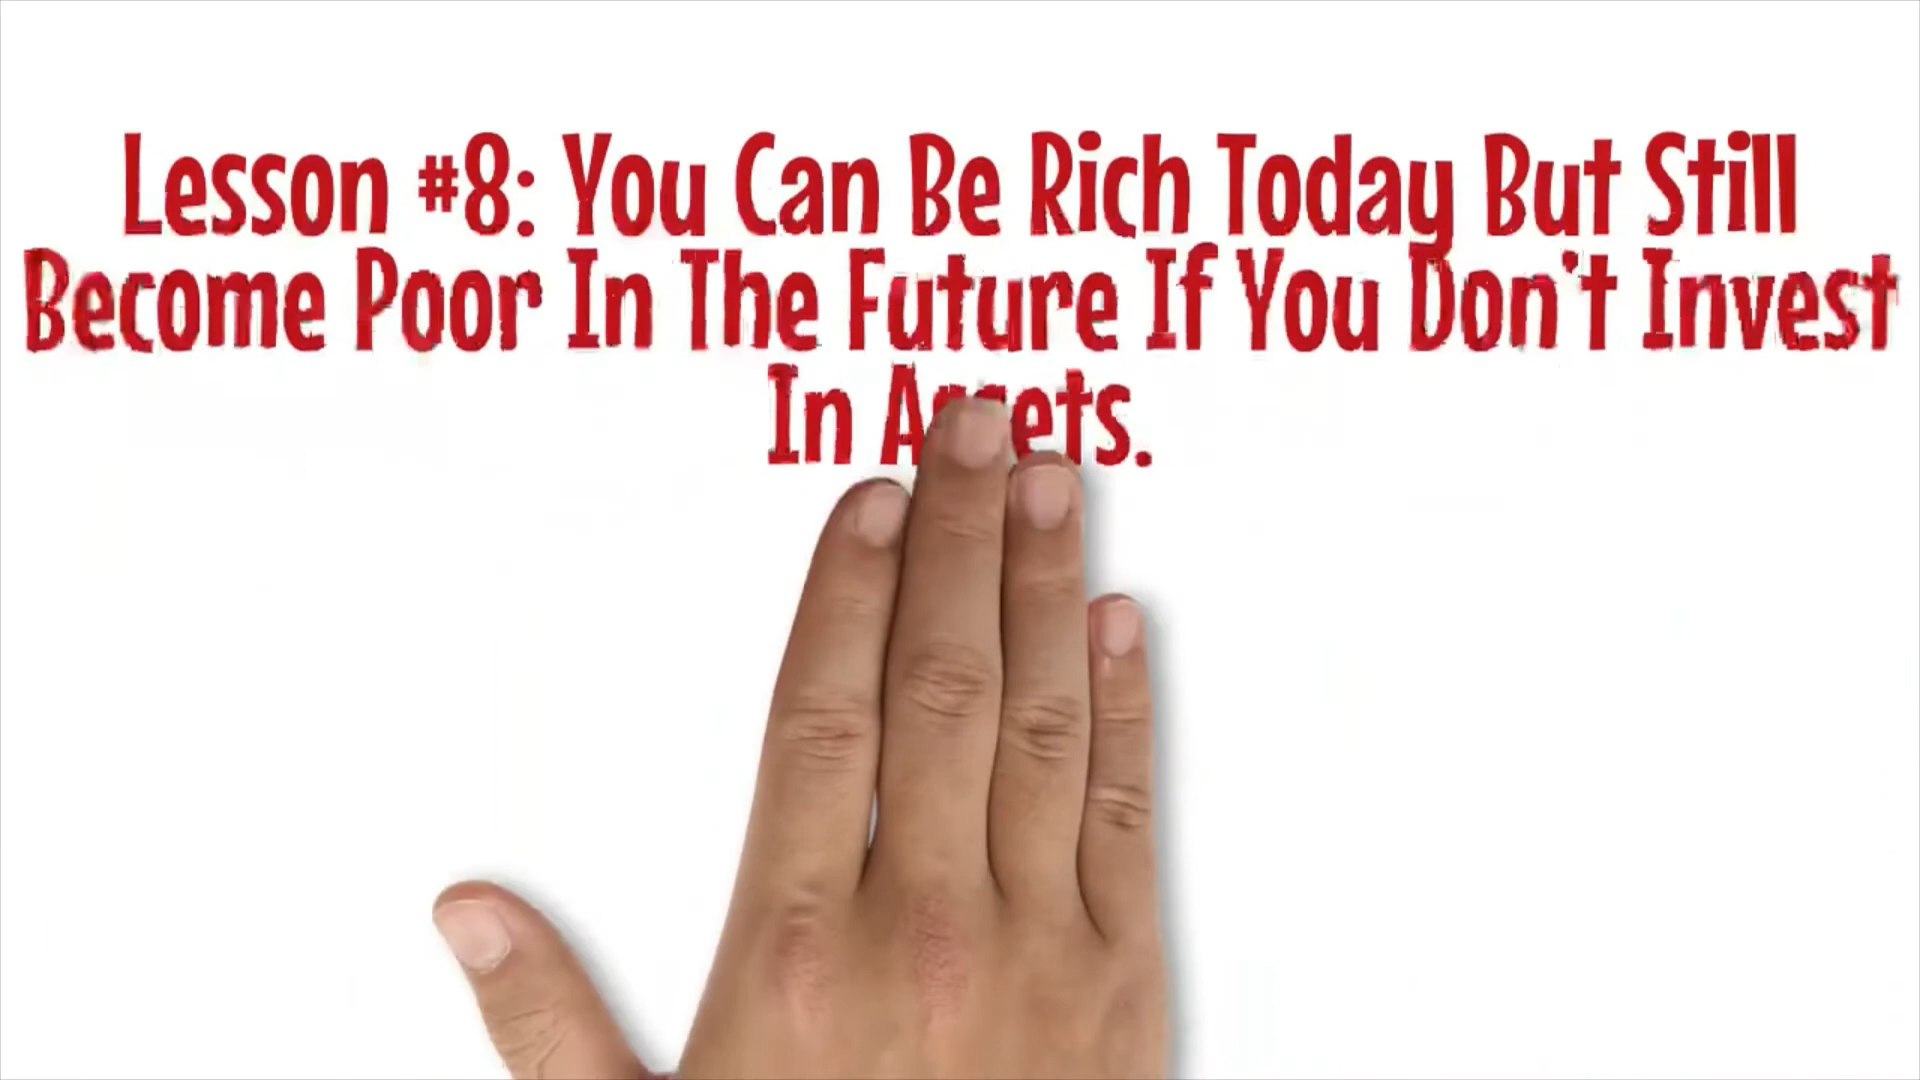 Lesson #8: You Can Be Rich Today But Still
Become Poor In The Future If You Don't Invest
In Assets.